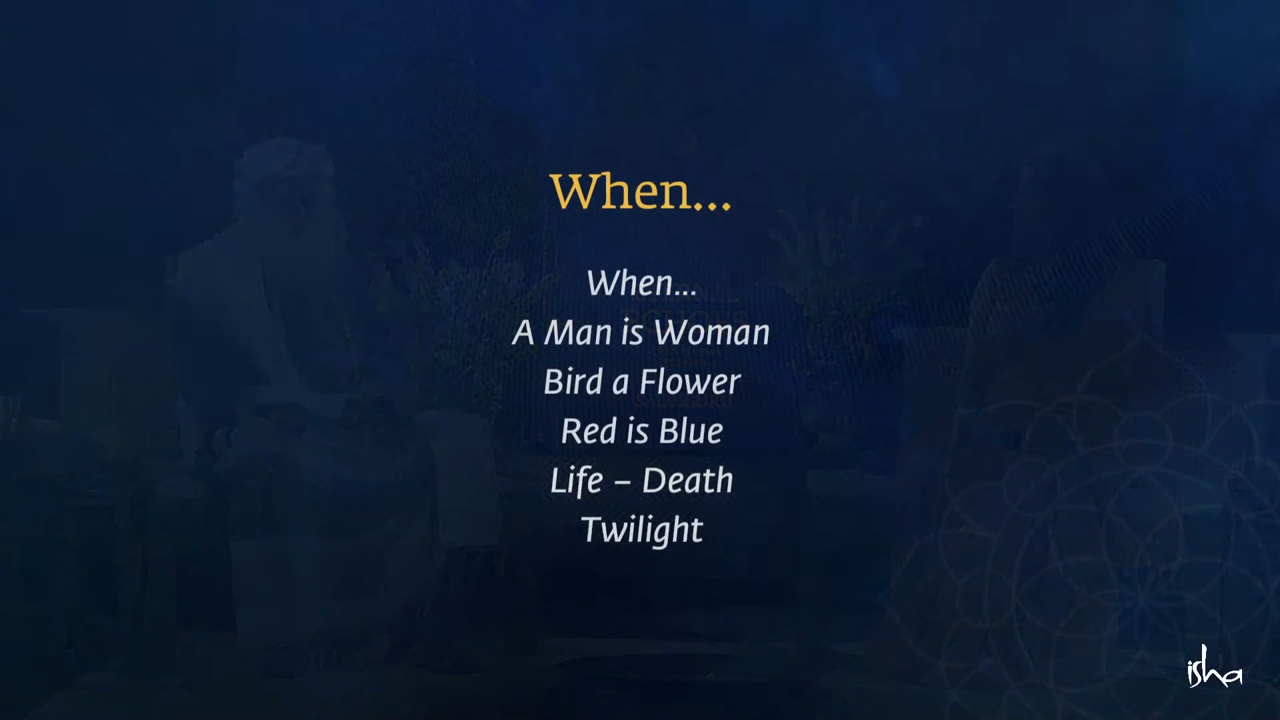 When...
When...
A Man is Woman
Bird a Flower
Red is Blue
Life – Death
Twilight
isha